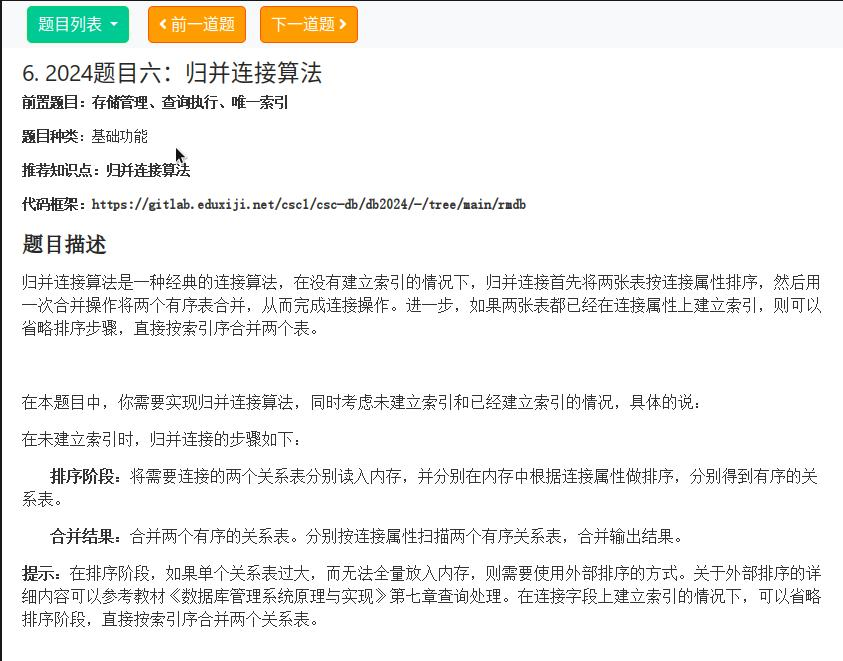 题目列表 前一道题 下一道题
6. 2024题目六：归并连接算法
前置题目：存储管理、查询执行、唯一索引
题目种类：基础功能
推荐知识点：归并连接算法
代码框架：https://gitlab.eduxiji.net/csc1/csc-db/db2024/-/tree/main/rmdb
题目描述
归并连接算法是一种经典的连接算法，在没有建立索引的情况下，归并连接首先将两张表按连接属性排序，然后用
一次合并操作将两个有序表合并，从而完成连接操作。进一步，如果两张表都已经在连接属性上建立索引，则可以
省略排序步骤，直接按索引序合并两个表。
在本题目中，你需要实现归并连接算法，同时考虑未建立索引和已经建立索引的情况，具体的说：
在未建立索引时，归并连接的步骤如下：
排序阶段：将需要连接的两个关系表分别读入内存，并分别在内存中根据连接属性做排序，分别得到有序的关
系表。
合并结果：合并两个有序的关系表。分别按连接属性扫描两个有序关系表，合并输出结果。
提示：在排序阶段，如果单个关系表过大，而无法全量放入内存，则需要使用外部排序的方式。关于外部排序的详
细内容可以参考教材《数据库管理系统原理与实现》第七章查询处理。在连接字段上建立索引的情况下，可以省略
排序阶段，直接按索引序合并两个关系表。